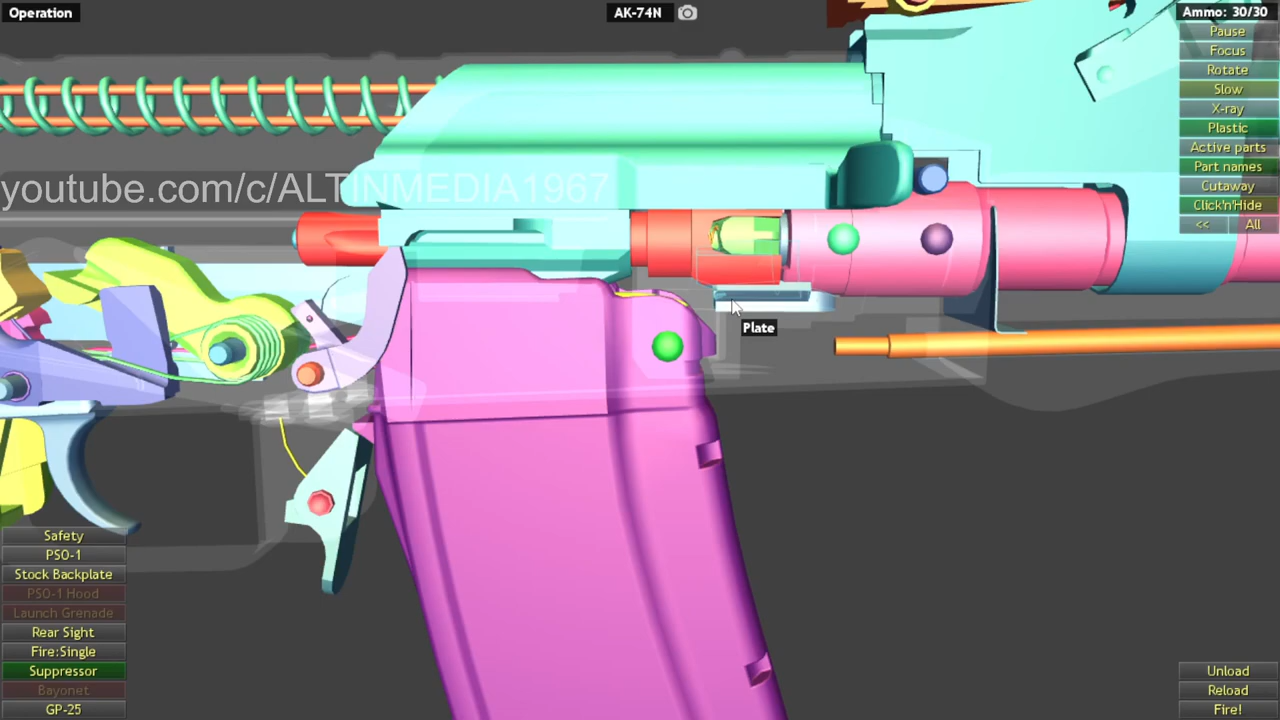 Operation
AK-74N
Ammo: 30/30
Pause
Focus
Rotate
Slow
X-ray
Plastic
Active parts
Part names
Cutaway
Click'n'Hide
<< All
youtube.com/c/ALTINMEDIA1967
Plate
Safety
PSO-1
Stock Backplate
PSO-1 Hood
Launch Grenade
Rear Sight
Fire:Single
Suppressor
Bayonet
GP-25
Unload
Reload
Fire!